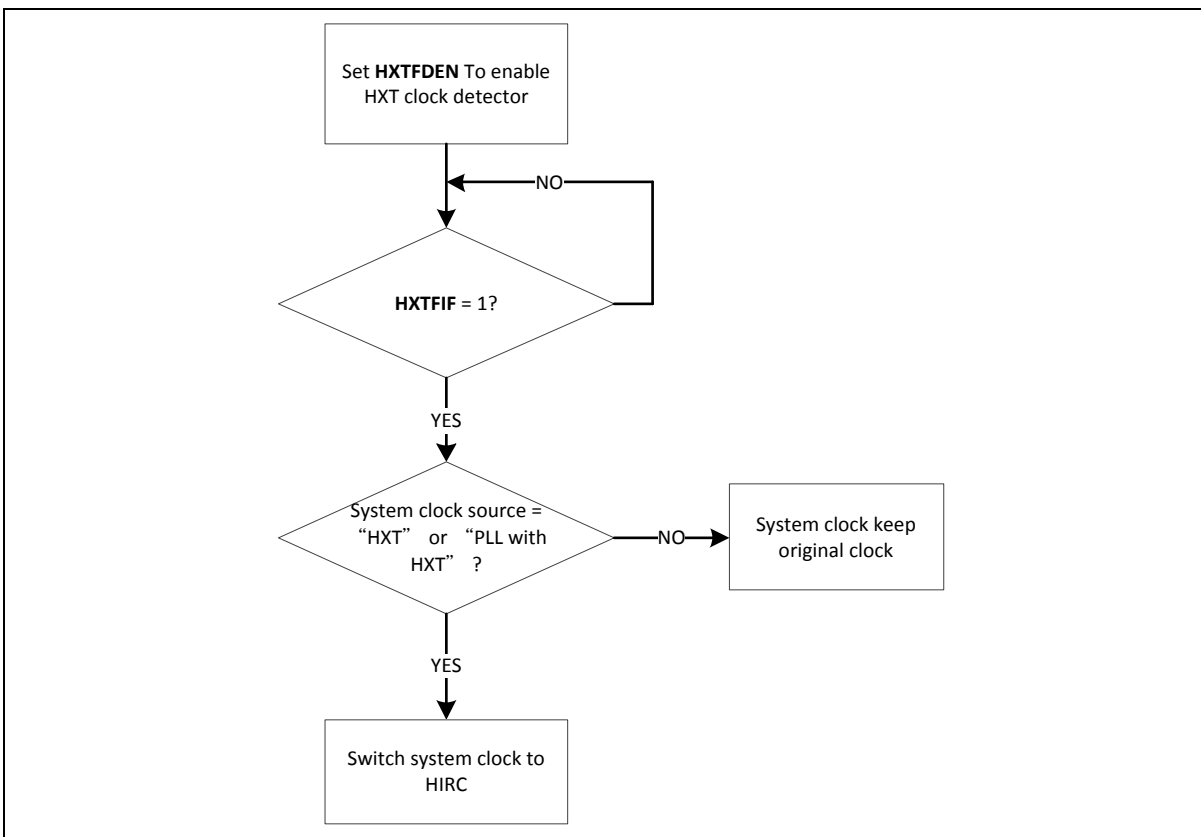 Set HXTFDEN To enable
HXT clock detector
NO
HXTFIF = 1?
YES
System clock source =
“HXT” or “PLL with
HXT” ?
NO
System clock keep
original clock
YES
Switch system clock to
HIRC